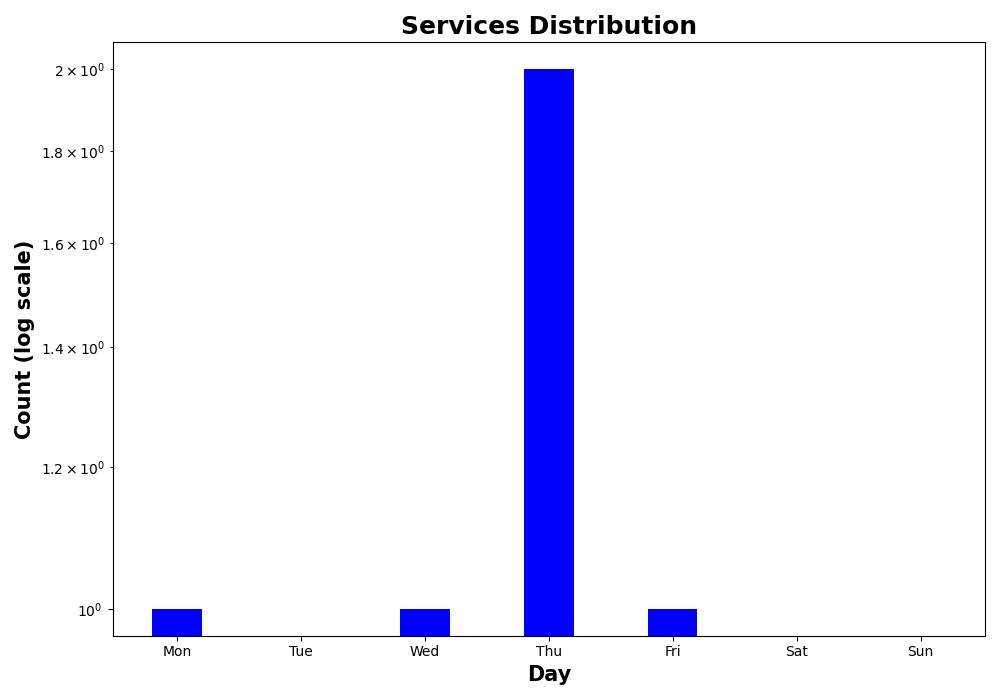 Services Distribution
Count (log scale)
2 × 10⁰
1.8 × 10⁰
1.6 × 10⁰
1.4 × 10⁰
1.2 × 10⁰
10⁰
Mon Tue Wed Thu Fri Sat Sun
Day